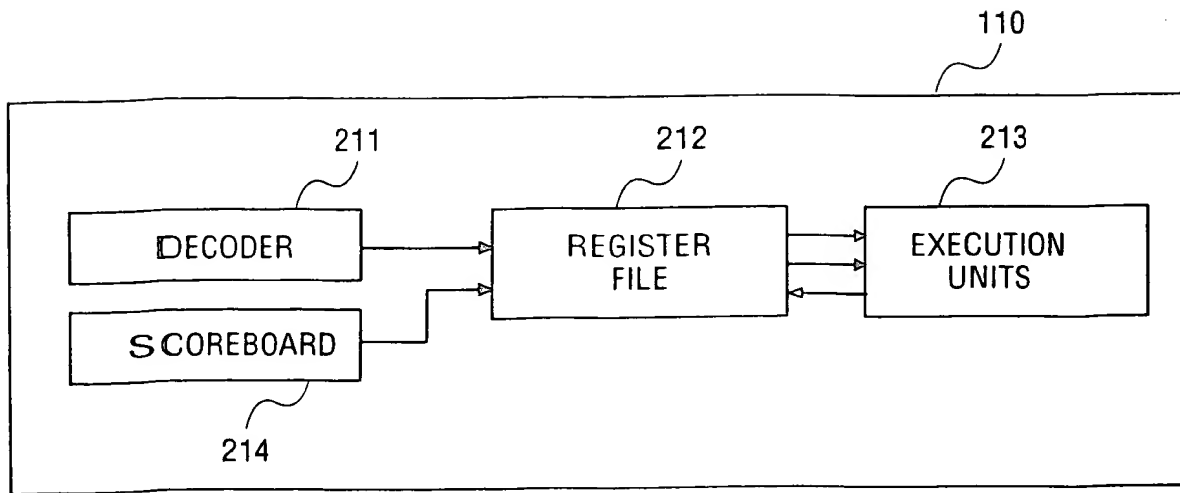 110
211
212
213
DECODER
REGISTER
FILE
EXECUTION
UNITS
SCOREBOARD
214